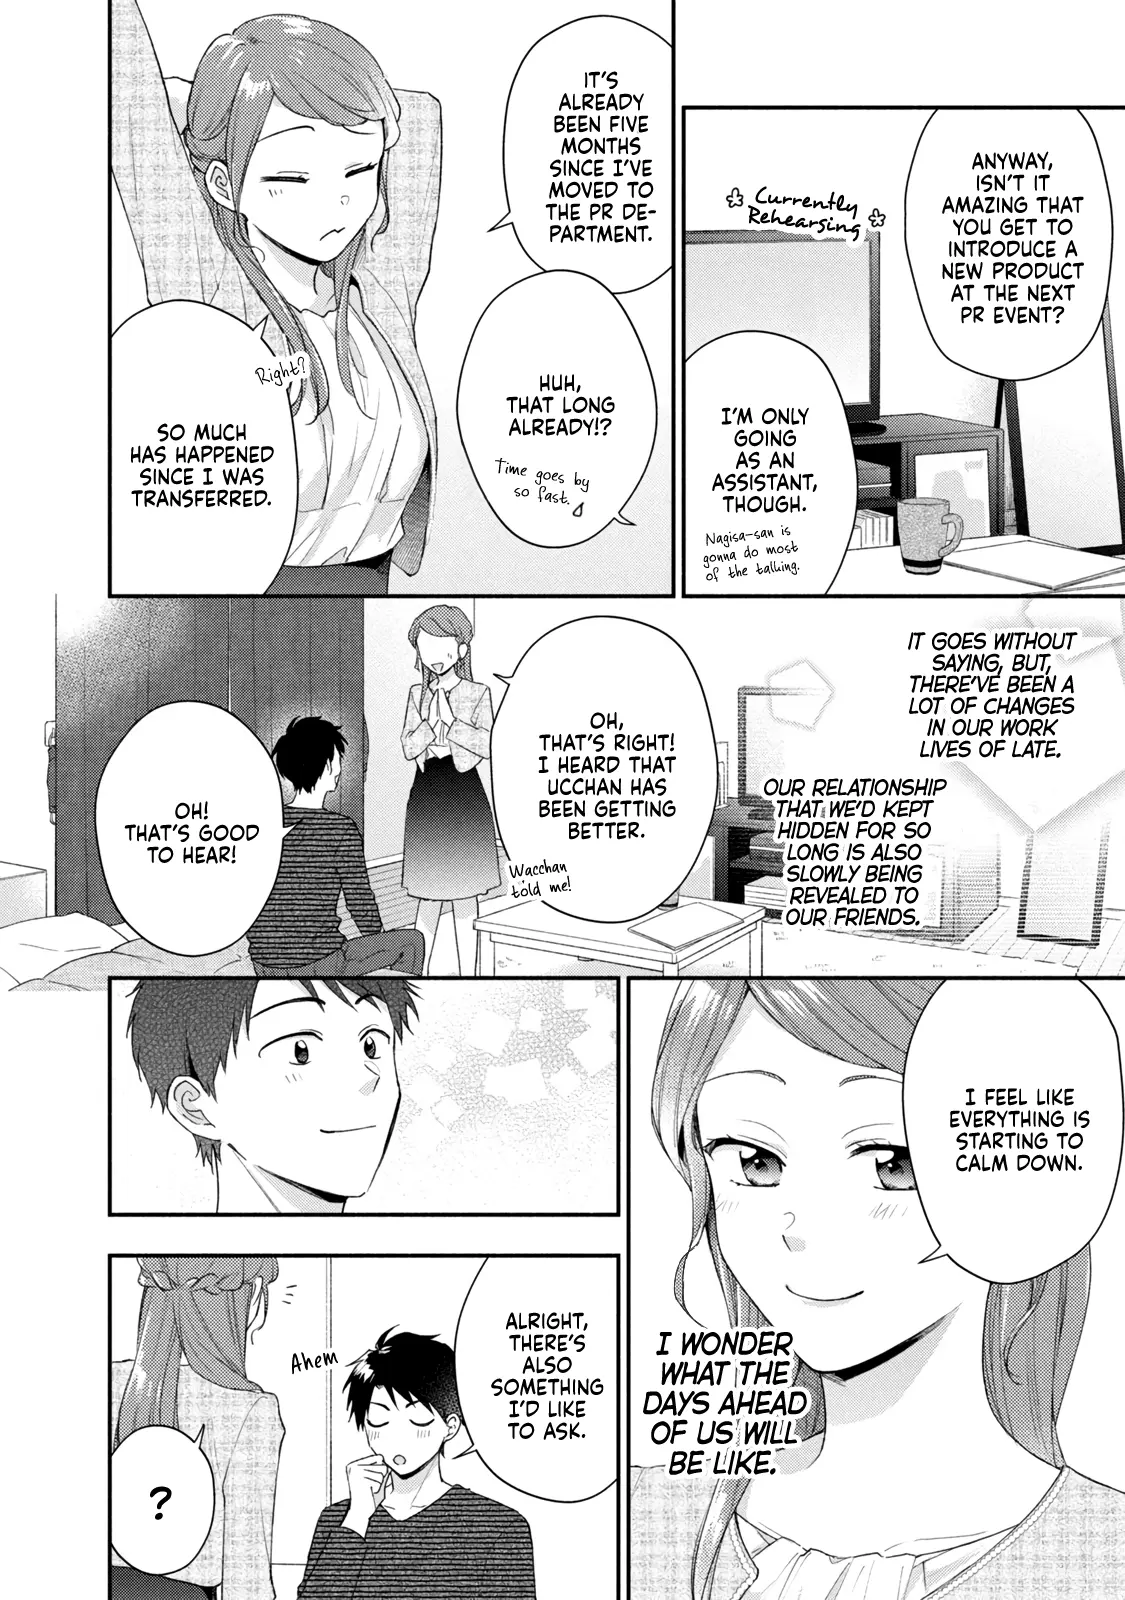 ANYWAY,
ISN'T IT
AMAZING THAT
YOU GET TO
INTRODUCE A
NEW PRODUCT
AT THE NEXT
PR EVENT?
Currently
Rehearsing
I'M ONLY
GOING
AS AN
ASSISTANT,
THOUGH.
Nagisa-san is
gonna do most
of the talking.
IT'S
ALREADY
BEEN FIVE
MONTHS
SINCE I'VE
MOVED TO
THE PR DE-
PARTMENT.
HUH,
THAT LONG
ALREADY!?
Time goes by
so fast.
Right?
SO MUCH
HAS HAPPENED
SINCE I WAS
TRANSFERRED.
IT GOES WITHOUT
SAYING, BUT,
THERE'VE BEEN A
LOT OF CHANGES
IN OUR WORK
LIVES OF LATE.
OUR RELATIONSHIP
THAT WE'D KEPT
HIDDEN FOR SO
LONG IS ALSO
SLOWLY BEING
REVEALED TO
OUR FRIENDS.
OH,
THAT'S RIGHT!
I HEARD THAT
UCCHAN HAS
BEEN GETTING
BETTER.
Wacchan
told me!
OH!
THAT'S GOOD
TO HEAR!
I FEEL LIKE
EVERYTHING IS
STARTING TO
CALM DOWN.
I WONDER
WHAT THE
DAYS AHEAD
OF US WILL
BE LIKE.
ALRIGHT,
THERE'S
ALSO
SOMETHING
I'D LIKE
TO ASK.
Ahem
?